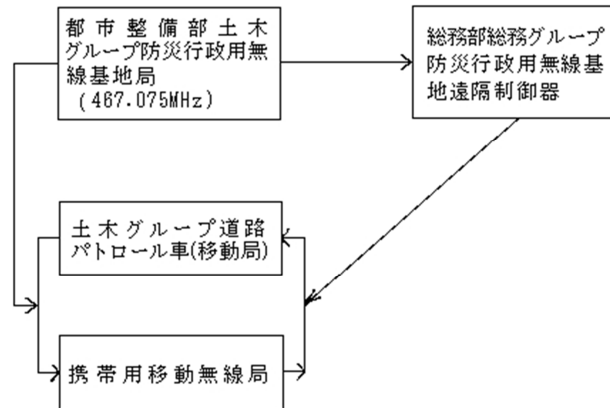 都市整備部土木
グループ防災行政用無
線基地局
(467.075MHz)
総務部総務グループ
防災行政用無線基
地遠隔制御器
土木グループ道路
パトロール車(移動局)
携帯用移動無線局